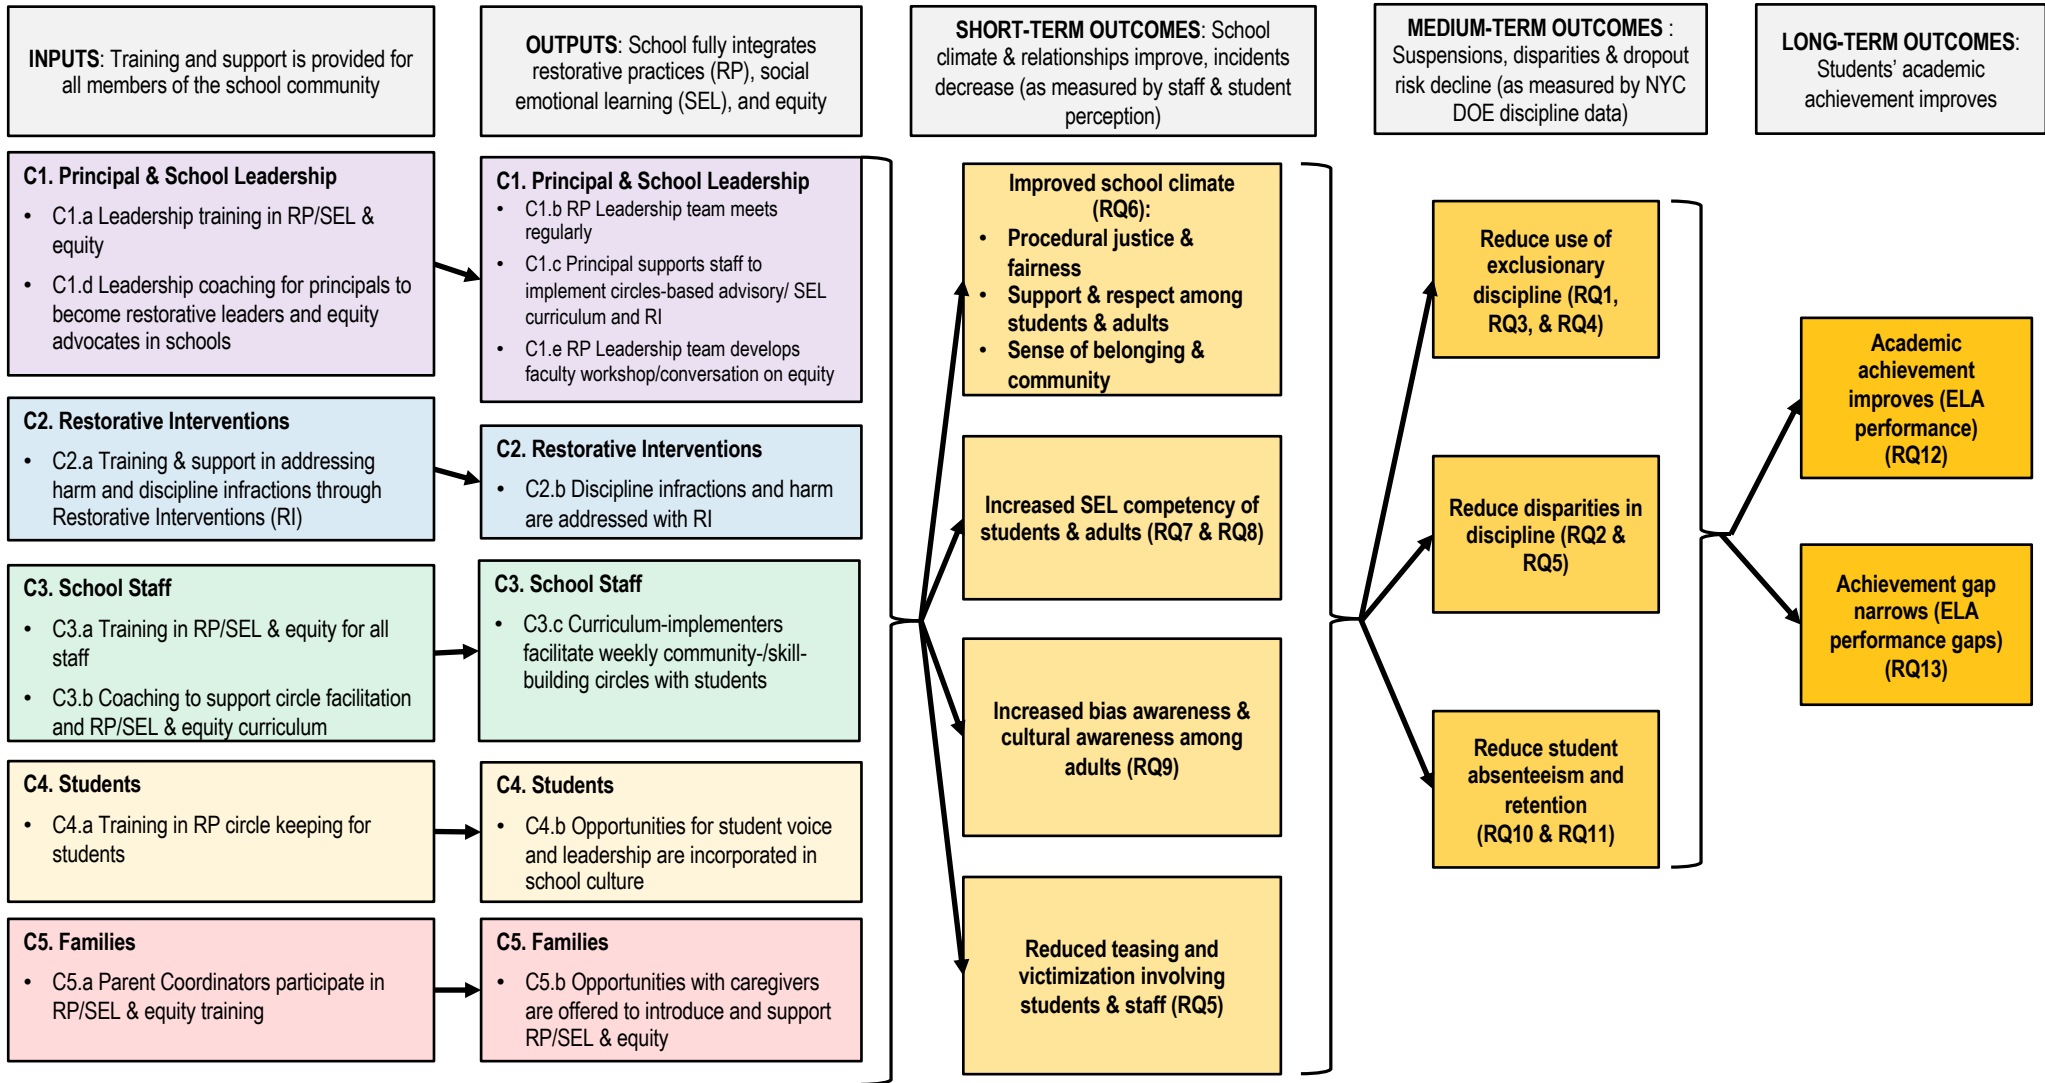 INPUTS: Training and support is provided for
all members of the school community
OUTPUTS: School fully integrates
restorative practices (RP), social
emotional learning (SEL), and equity
SHORT-TERM OUTCOMES: School
climate & relationships improve, incidents
decrease (as measured by staff & student
perception)
MEDIUM-TERM OUTCOMES :
Suspensions, disparities & dropout
risk decline (as measured by NYC
DOE discipline data)
LONG-TERM OUTCOMES:
Students' academic
achievement improves
C1. Principal & School Leadership
• C1.a Leadership training in RP/SEL &
equity
• C1.d Leadership coaching for principals to
become restorative leaders and equity
advocates in schools
C2. Restorative Interventions
• C2.a Training & support in addressing
harm and discipline infractions through
Restorative Interventions (RI)
C3. School Staff
• C3.a Training in RP/SEL & equity for all
staff
• C3.b Coaching to support circle facilitation
and RP/SEL & equity curriculum
C4. Students
• C4.a Training in RP circle keeping for
students
C5. Families
• C5.a Parent Coordinators participate in
RP/SEL & equity training
C1. Principal & School Leadership
• C1.b RP Leadership team meets
regularly
• C1.c Principal supports staff to
implement circles-based advisory/ SEL
curriculum and RI
• C1.e RP Leadership team develops
faculty workshop/conversation on equity
C2. Restorative Interventions
• C2.b Discipline infractions and harm
are addressed with RI
C3. School Staff
• C3.c Curriculum-implementers
facilitate weekly community-/skill-
building circles with students
C4. Students
• C4.b Opportunities for student voice
and leadership are incorporated in
school culture
C5. Families
• C5.b Opportunities with caregivers
are offered to introduce and support
RP/SEL & equity
Improved school climate
(RQ6):
• Procedural justice &
fairness
• Support & respect among
students & adults
• Sense of belonging &
community
Increased SEL competency of
students & adults (RQ7 & RQ8)
Increased bias awareness &
cultural awareness among
adults (RQ9)
Reduced teasing and
victimization involving
students & staff (RQ5)
Reduce use of
exclusionary
discipline (RQ1,
RQ3, & RQ4)
Reduce disparities in
discipline (RQ2 &
RQ5)
Reduce student
absenteeism and
retention
(RQ10 & RQ11)
Academic
achievement
improves (ELA
performance)
(RQ12)
Achievement gap
narrows (ELA
performance gaps)
(RQ13)